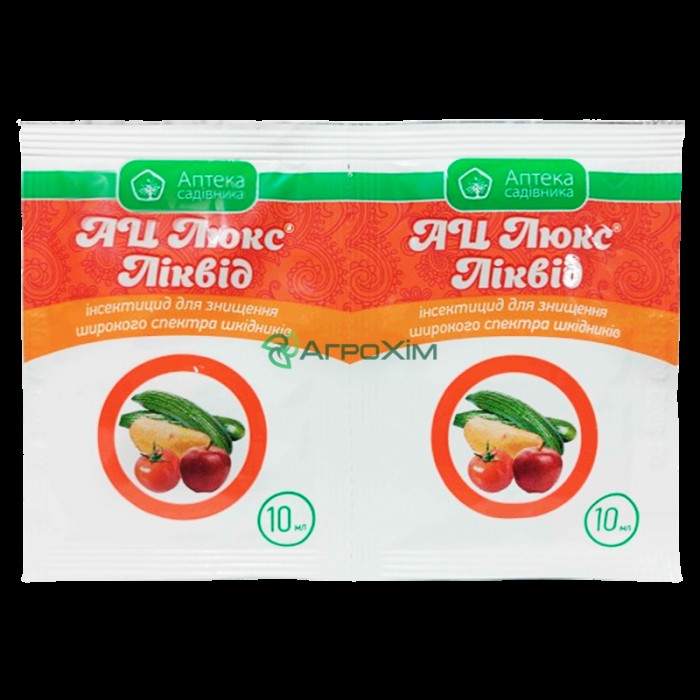 Аптека
садівника
АЦ Люкс®
Ліквід
інсектицид для знищення
широкого спектра шкідників
10 мл
Аптека
садівника
АЦ Люкс®
Ліквід
інсектицид для знищення
широкого спектра шкідників
10 мл
АгроХім